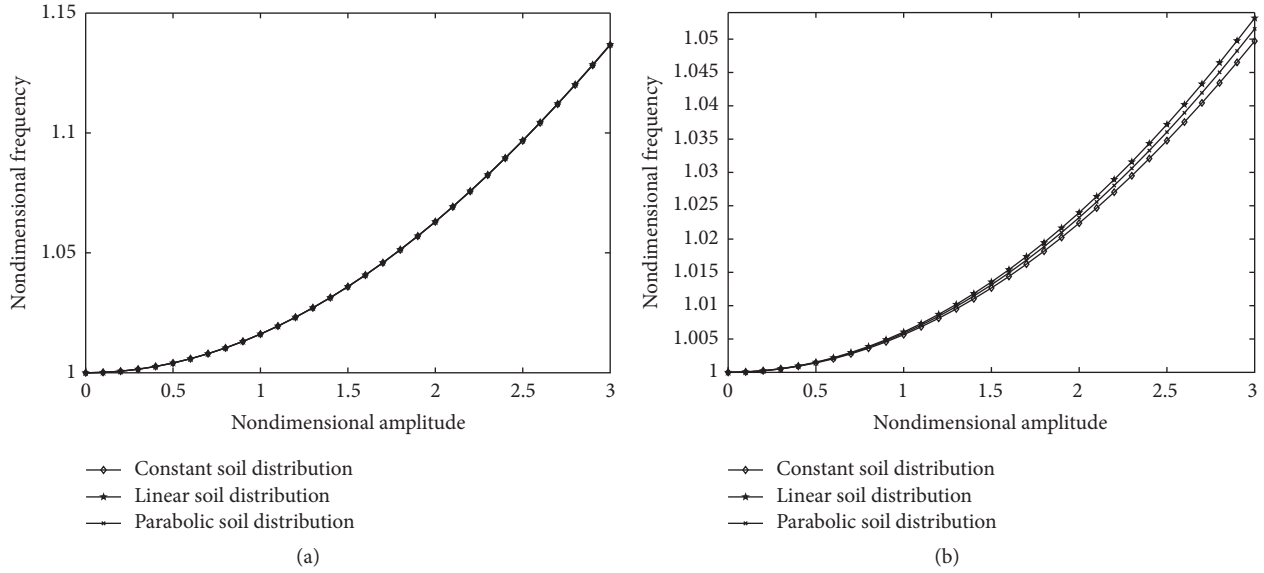 1.15
1.1
1.05
1
Nondimensional frequency
0 0.5 1 1.5 2 2.5 3
Nondimensional amplitude
Constant soil distribution
Linear soil distribution
Parabolic soil distribution
(a)
1.05
1.045
1.04
1.035
1.03
1.025
1.02
1.015
1.01
1.005
1
Nondimensional frequency
0 0.5 1 1.5 2 2.5 3
Nondimensional amplitude
Constant soil distribution
Linear soil distribution
Parabolic soil distribution
(b)